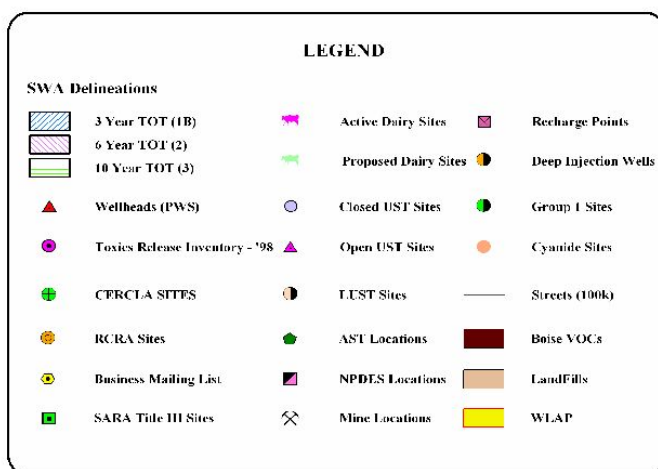 LEGEND
SWA Delineations
3 Year TOT (1B)
6 Year TOT (2)
10 Year TOT (3)
Wellheads (PWS)
Toxics Release Inventory - '98
CERCLA SITES
RCRA Sites
Business Mailing List
SARA Title III Sites
Active Dairy Sites
Proposed Dairy Sites
Closed UST Sites
Open UST Sites
LUST Sites
AST Locations
NPDES Locations
Mine Locations
Recharge Points
Deep Injection Wells
Group 1 Sites
Cyanide Sites
Streets (100k)
Boise VOCs
LandFills
WLAP